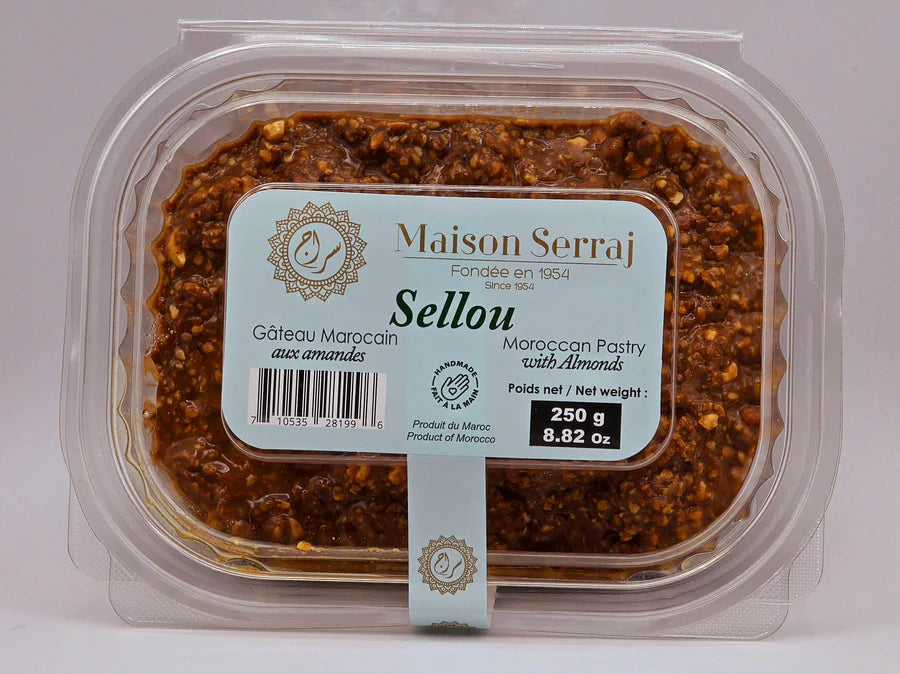 سراج
Maison Serraj
Fondée en 1954
Since 1954
Sellou
Gâteau Marocain
aux amandes
Moroccan Pastry
with Almonds
HANDMADE
FAIT À LA MAIN
Poids net / Net weight :
250 g
8.82 Oz
7 10535 28199 6
Produit du Maroc
Product of Morocco
سراج